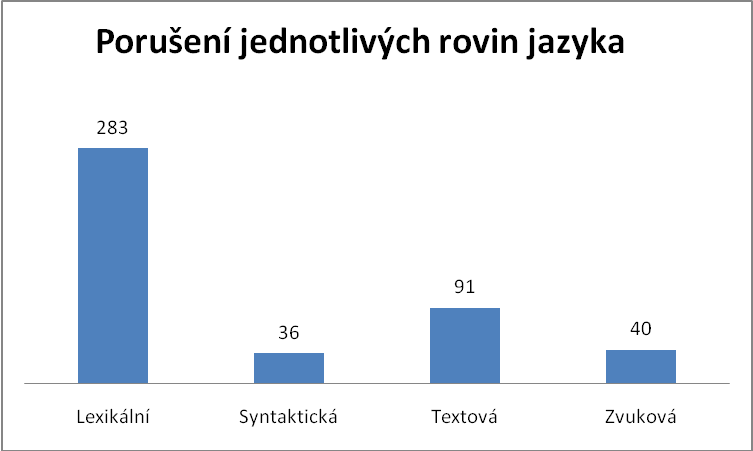 Porušení jednotlivých rovin jazyka
283
36
91
40
Lexikální
Syntaktická
Textová
Zvuková